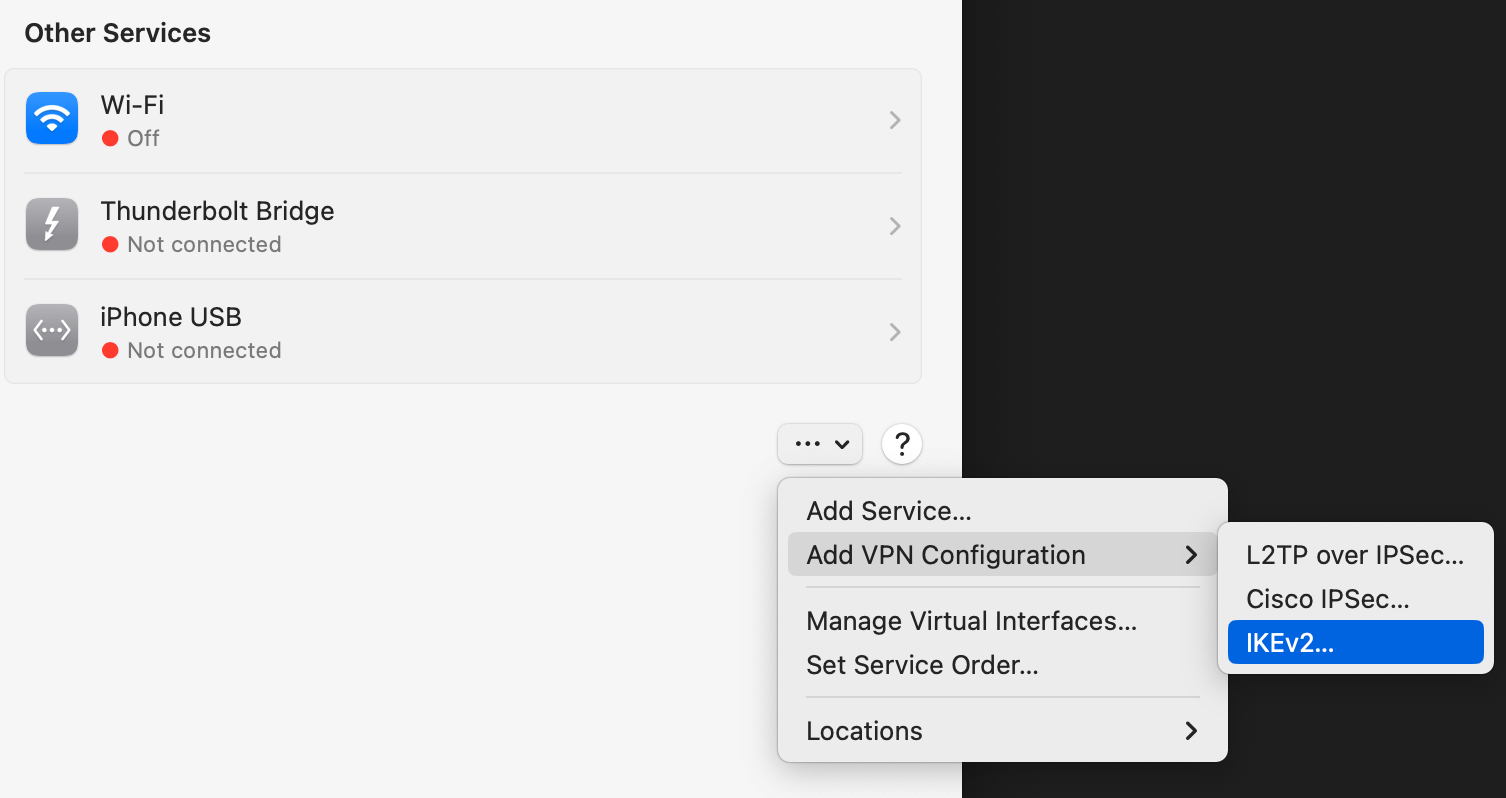 Other Services
Wi-Fi
Off
Thunderbolt Bridge
Not connected
iPhone USB
Not connected
?
Add Service...
Add VPN Configuration
L2TP over IPSec...
Cisco IPSec...
IKEv2...
Manage Virtual Interfaces...
Set Service Order...
Locations